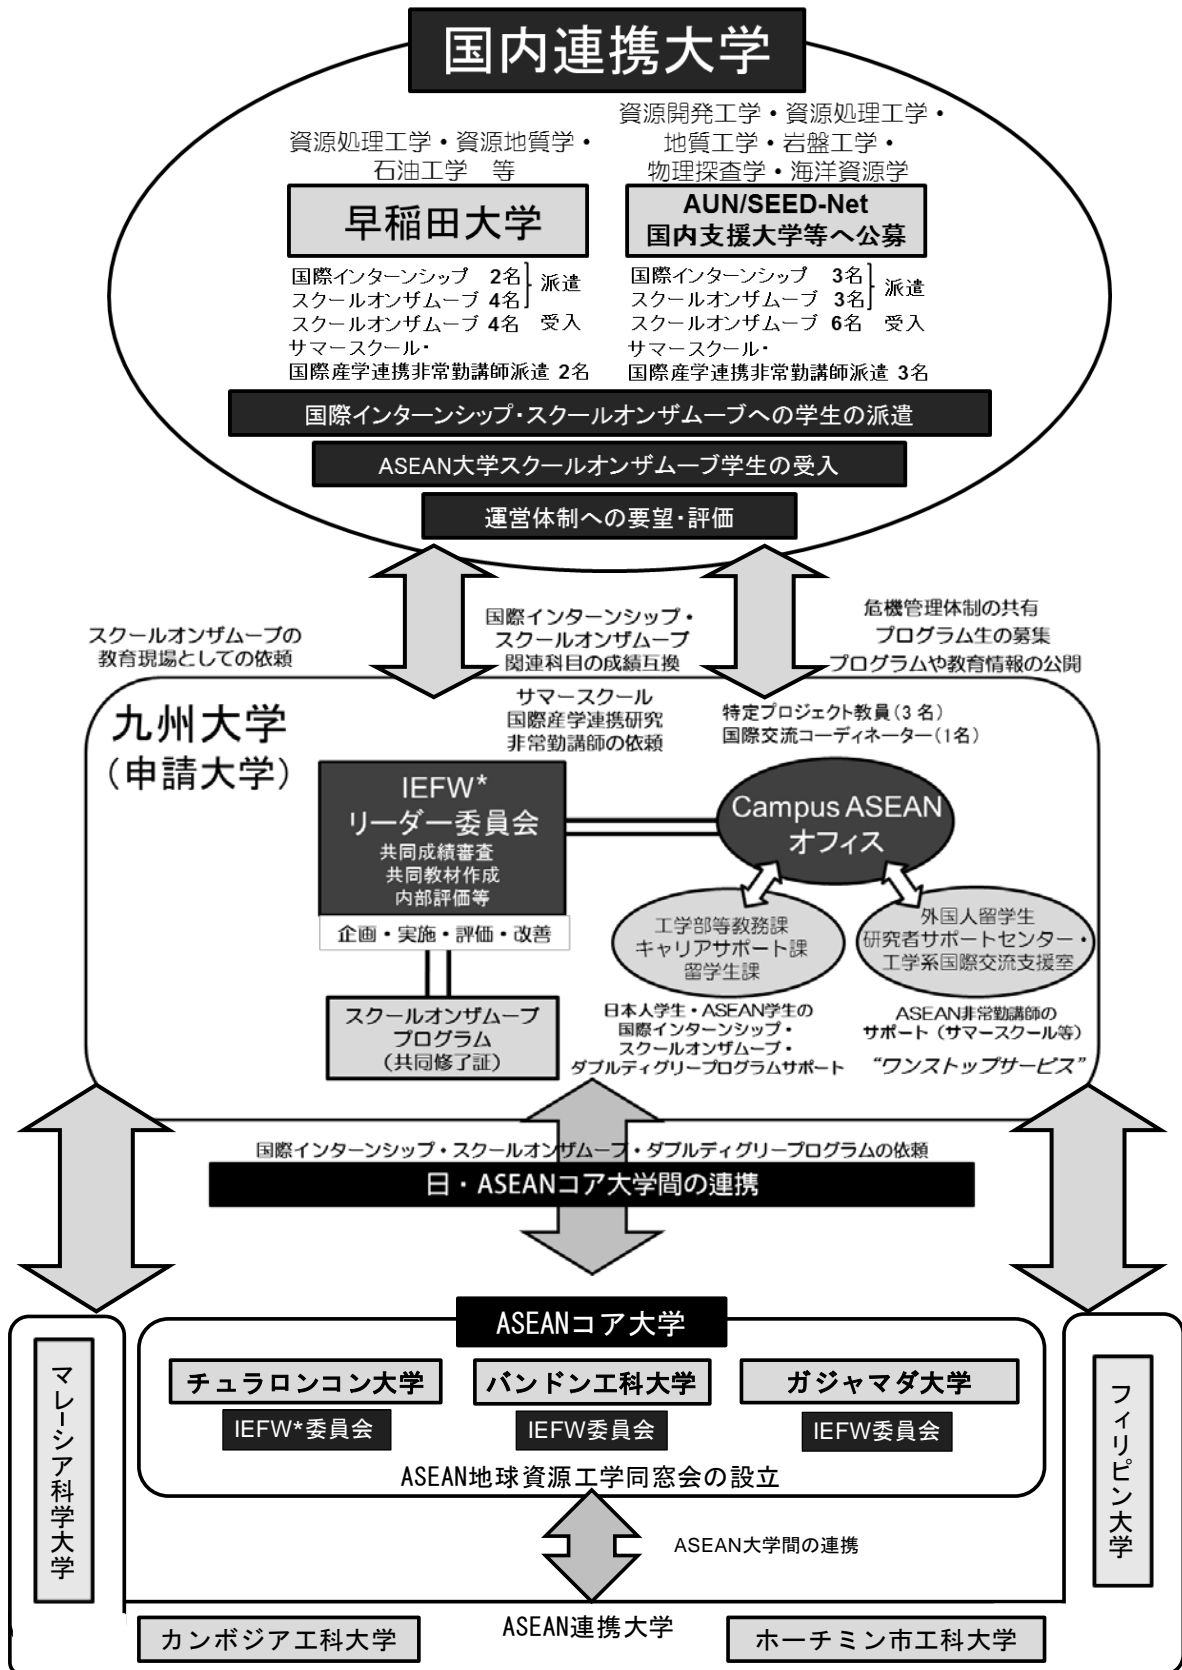 国内連携大学
資源処理工学・資源地質学・
石油工学　等
早稲田大学
国際インターンシップ 2名
スクールオンザムーブ 4名
派遣
スクールオンザムーブ 4名 受入
サマースクール・
国際産学連携非常勤講師派遣 2名
資源開発工学・資源処理工学・
地質工学・岩盤工学・
物理探査学・海洋資源学
AUN/SEED-Net
国内支援大学等へ公募
国際インターンシップ 3名
スクールオンザムーブ 3名
派遣
スクールオンザムーブ 6名 受入
サマースクール・
国際産学連携非常勤講師派遣 3名
国際インターンシップ・スクールオンザムーブへの学生の派遣
ASEAN大学スクールオンザムーブ学生の受入
運営体制への要望・評価
スクールオンザムーブの
教育現場としての依頼
国際インターンシップ・
スクールオンザムーブ
関連科目の成績互換
サマースクール
国際産学連携研究
非常勤講師の依頼
危機管理体制の共有
プログラム生の募集
プログラムや教育情報の公開
九州大学
（申請大学）
特定プロジェクト教員(3名)
国際交流コーディネーター(1名)
IEFW*
リーダー委員会
共同成績審査
共同教材作成
内部評価等
企画・実施・評価・改善
スクールオンザムーブ
プログラム
(共同修了証)
Campus ASEAN
オフィス
工学部等教務課
キャリアサポート課
留学生課
外国人留学生
研究者サポートセンター・
工学系国際交流支援室
日本人学生・ASEAN学生の
国際インターンシップ・
スクールオンザムーブ・
ダブルディグリープログラムサポート
ASEAN非常勤講師の
サポート（サマースクール等）
“ワンストップサービス”
国際インターンシップ・スクールオンザムーブ・ダブルディグリープログラムの依頼
日・ASEANコア大学間の連携
ASEANコア大学
チュラロンコン大学
バンドン工科大学
ガジャマダ大学
IEFW*委員会
IEFW委員会
IEFW委員会
ASEAN地球資源工学同窓会の設立
マレーシア科学大学
フィリピン大学
ASEAN大学間の連携
ASEAN連携大学
カンボジア工科大学
ホーチミン市工科大学